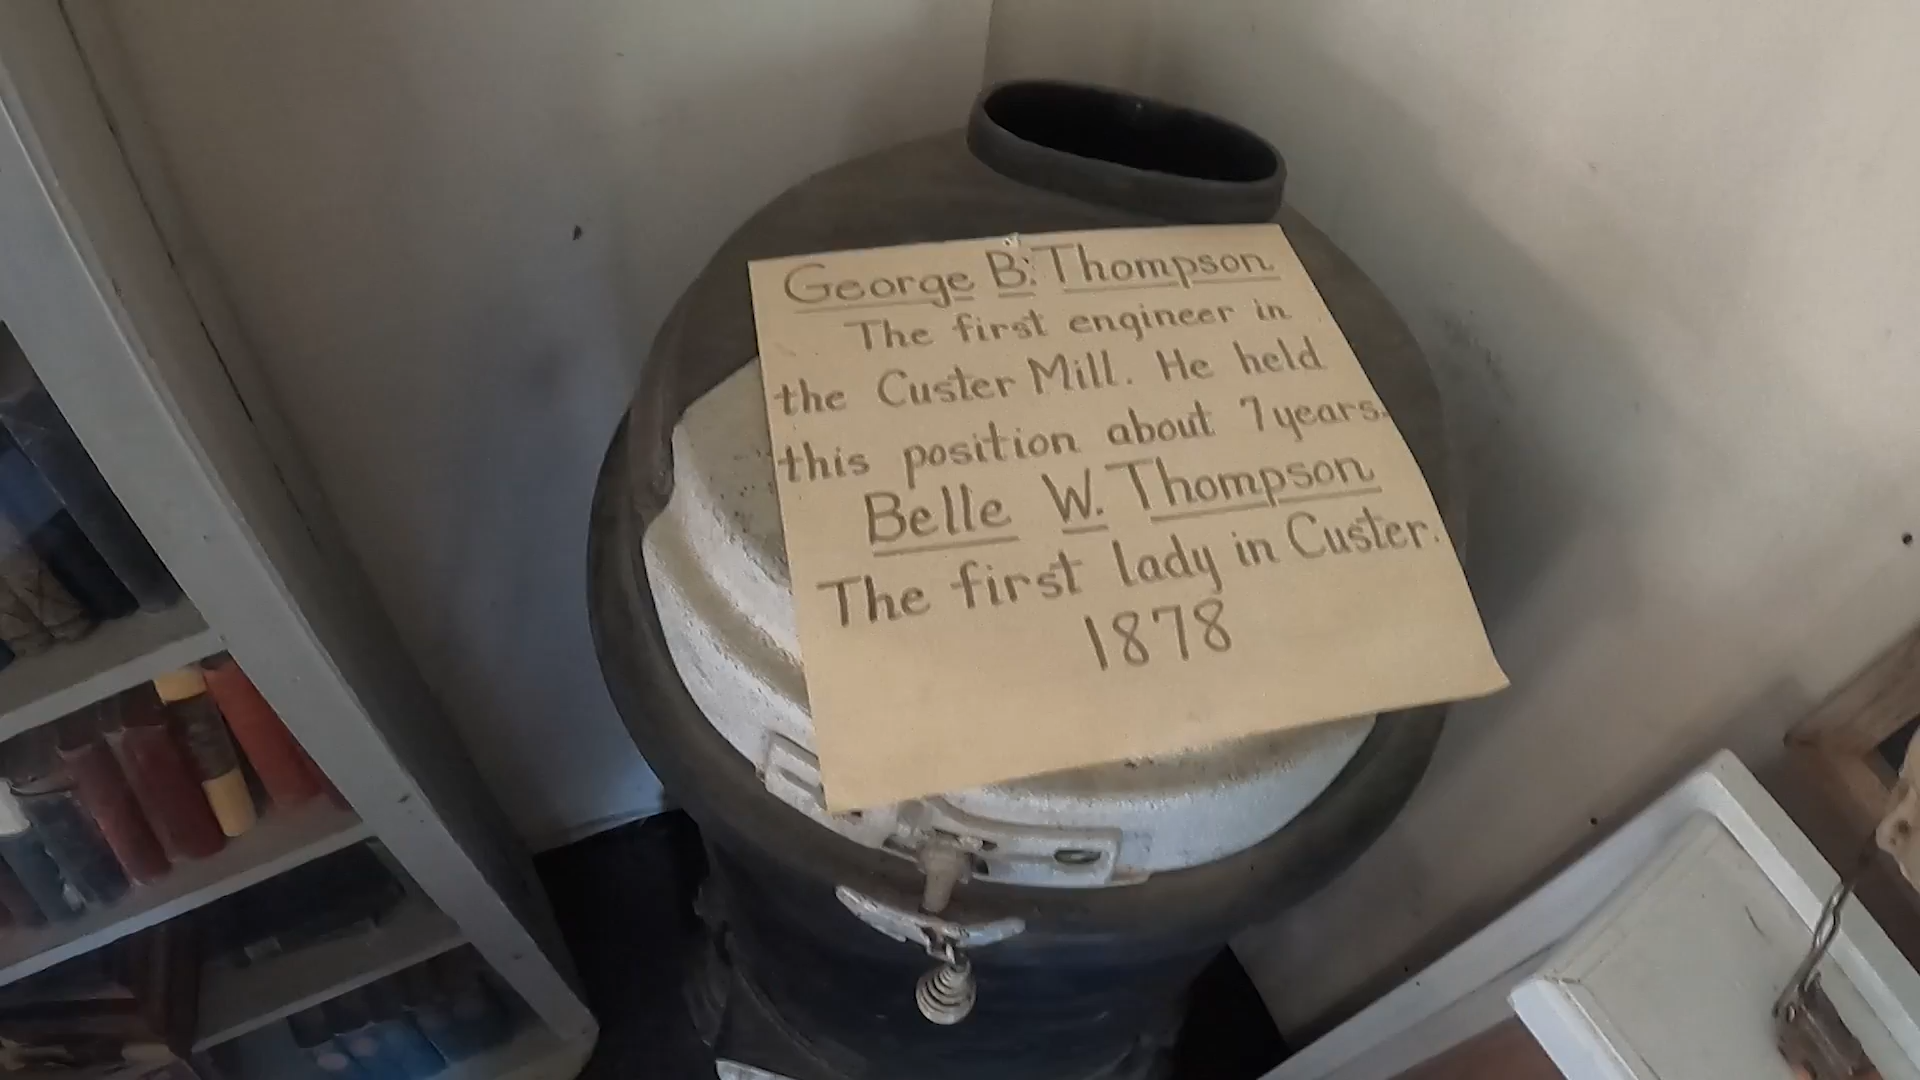 George B. Thompson
The first engineer in
the Custer Mill. He held
this position about 7 years.
Belle W. Thompson
The first lady in Custer.
1878